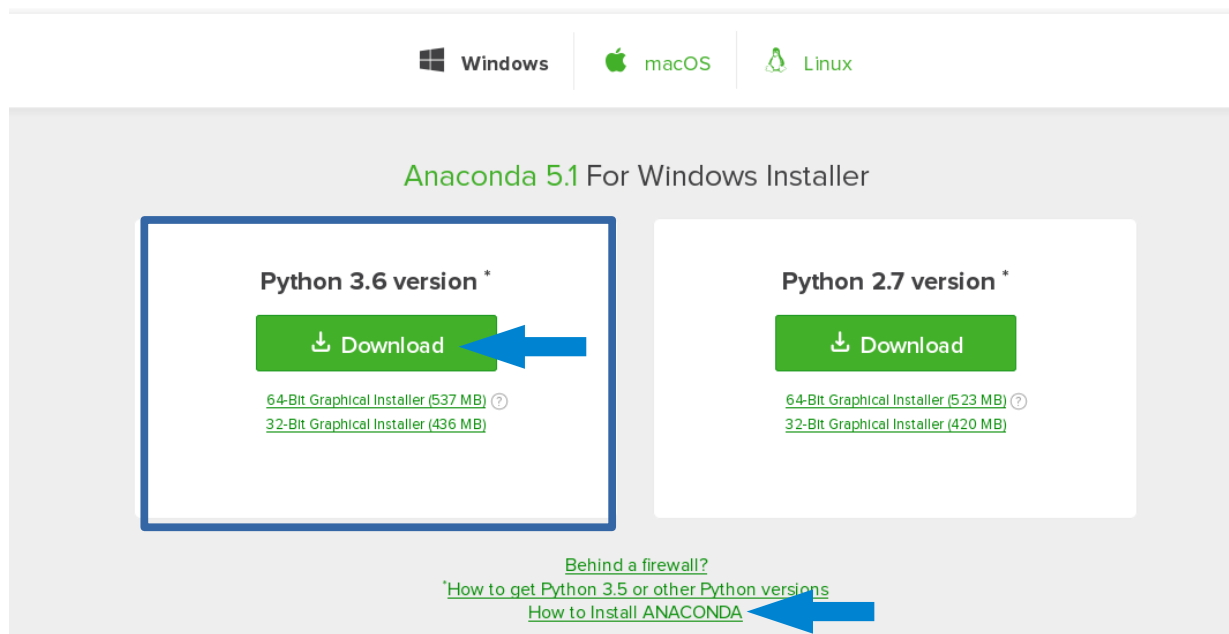 Windows
macOS
Linux
Anaconda 5.1 For Windows Installer
Python 3.6 version *
Download
64-Bit Graphical Installer (537 MB) ?
32-Bit Graphical Installer (436 MB)
Python 2.7 version *
Download
64-Bit Graphical Installer (523 MB) ?
32-Bit Graphical Installer (420 MB)
Behind a firewall?
*How to get Python 3.5 or other Python versions
How to Install ANACONDA